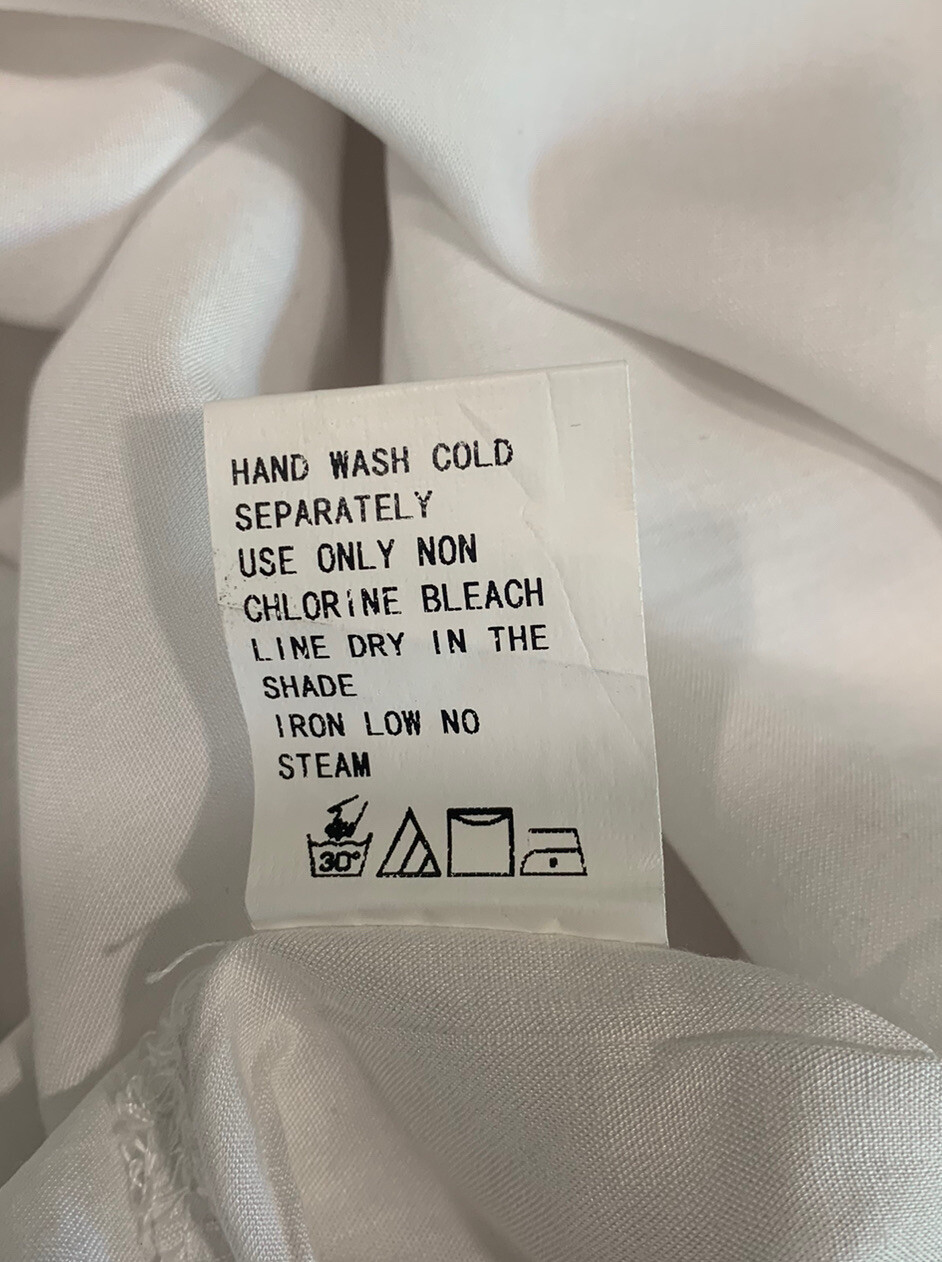 HAND WASH COLD
SEPARATELY
USE ONLY NON
CHLORINE BLEACH
LINE DRY IN THE
SHADE
IRON LOW NO
STEAM
30°